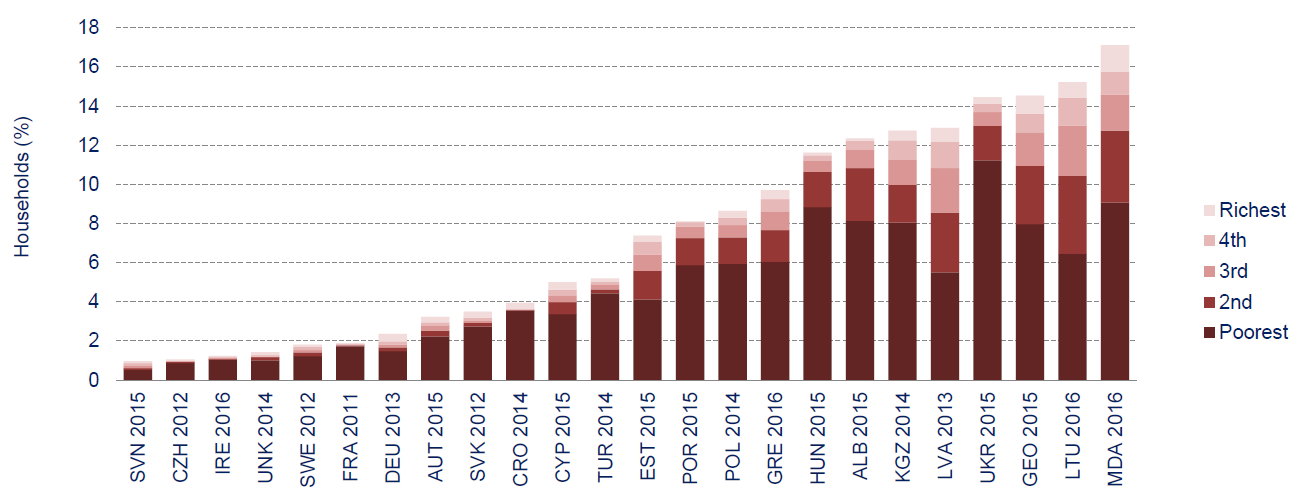 18
16
14
12
10
8
6
4
2
0
Households (%)
SVN 2015
CZH 2012
IRE 2016
UNK 2014
SWE 2012
FRA 2011
DEU 2013
AUT 2015
SVK 2012
CRO 2014
CYP 2015
TUR 2014
EST 2015
POR 2015
POL 2014
GRE 2016
HUN 2015
ALB 2015
KGZ 2014
LVA 2013
UKR 2015
GEO 2015
LTU 2016
MDA 2016
Richest
4th
3rd
2nd
Poorest